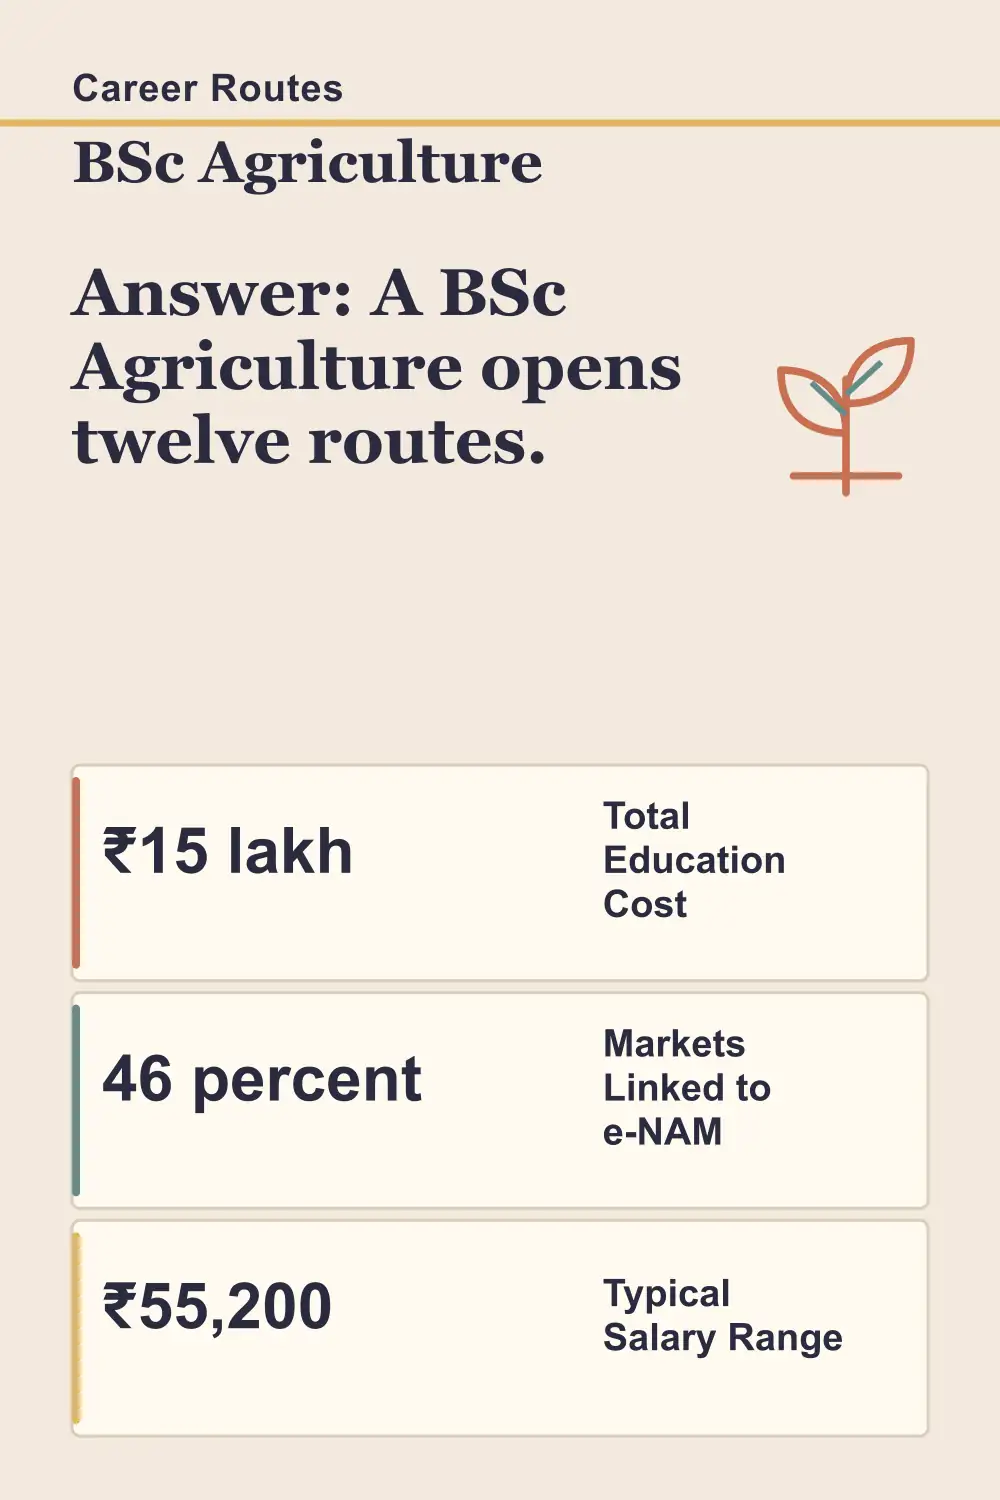 Career Routes
BSc Agriculture
Answer: A BSc
Agriculture opens
twelve routes.
₹15 lakh
Total
Education
Cost
46 percent
Markets
Linked to
e-NAM
₹55,200
Typical
Salary Range